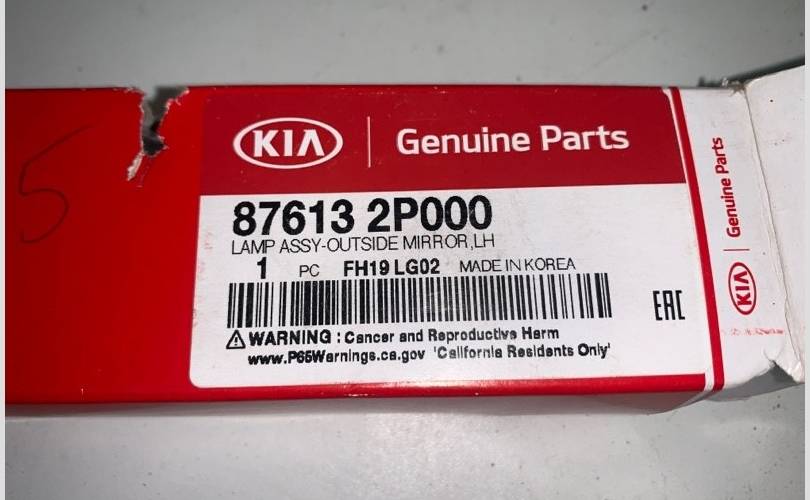 KIA Genuine Parts
5
87613 2P000
LAMP ASSY-OUTSIDE MIRROR,LH
1 PC FH19 LG02 MADE IN KOREA
EAC
WARNING : Cancer and Reproductive Harm
www.P65Warnings.ca.gov 'California Residents Only'
Genuine Parts
KIA